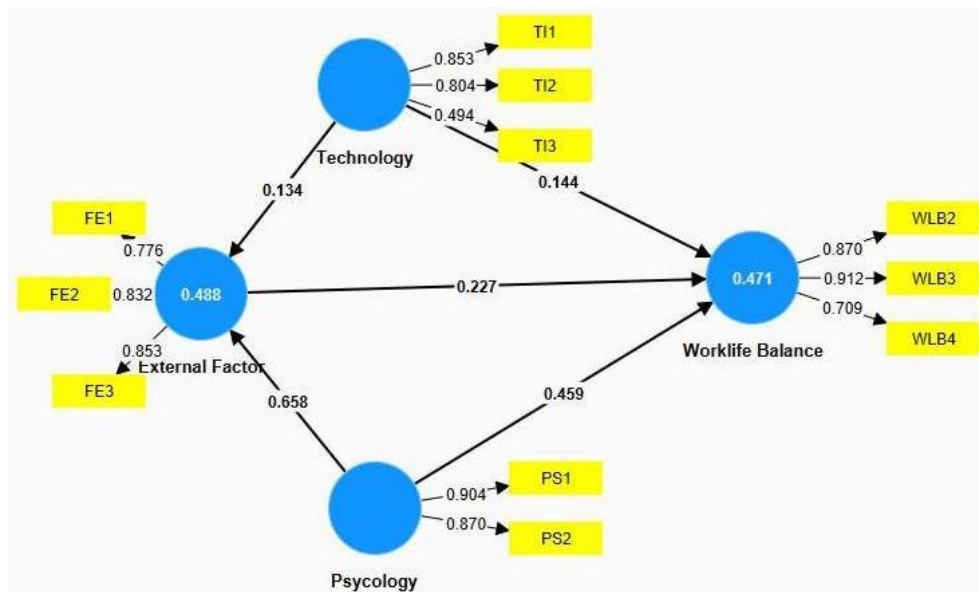 TI1
0.853
TI2
0.804
0.494
TI3
Technology
0.134
0.144
FE1
0.776
WLB2
0.870
FE2
0.832
0.488
0.227
0.471
0.912
WLB3
0.709
WLB4
0.853
External Factor
Worklife Balance
FE3
0.658
0.459
PS1
0.904
0.870
PS2
Psycology